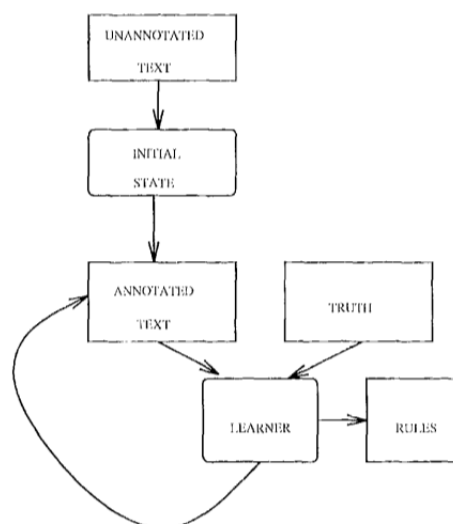 UNANNOTATED
TEXT
INITIAL
STATE
ANNOTATED
TEXT
TRUTH
LEARNER
RULES